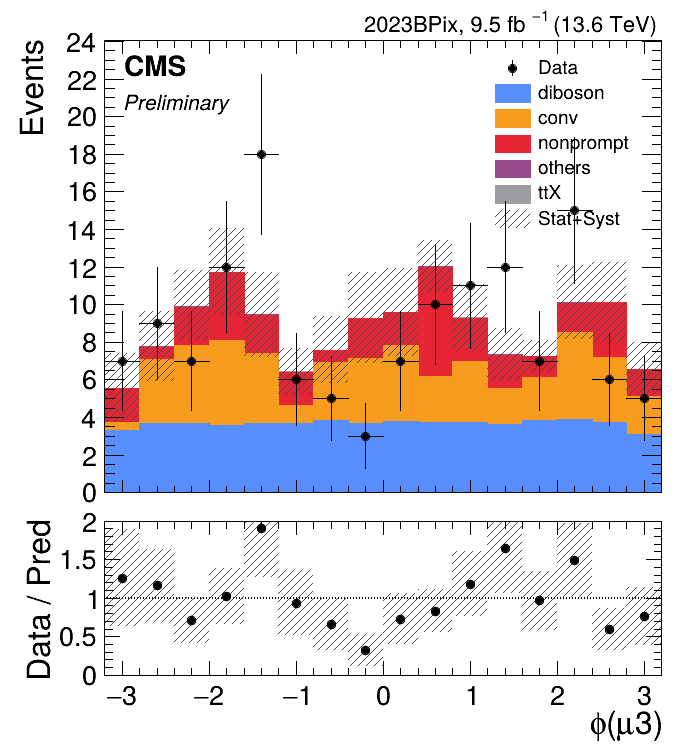 2023BPix, 9.5 fb⁻¹ (13.6 TeV)
Events
24
22
20
18
16
14
12
10
8
6
4
2
0
CMS
Preliminary
Data
diboson
conv
nonprompt
others
ttX
Stat+Syst
Data / Pred
2
1.5
1
0.5
0
−3 −2 −1 0 1 2 3
ϕ(μ3)